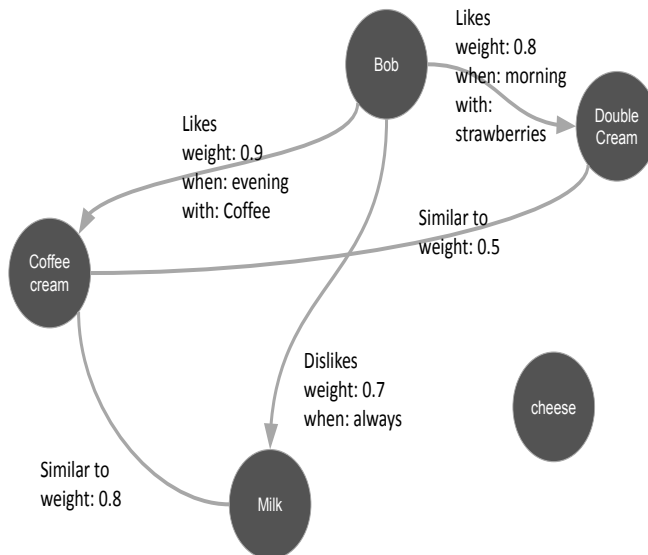 Bob
Likes
weight: 0.8
when: morning
with:
strawberries
Double
Cream
Likes
weight: 0.9
when: evening
with: Coffee
Similar to
weight: 0.5
Coffee
cream
Dislikes
weight: 0.7
when: always
cheese
Similar to
weight: 0.8
Milk